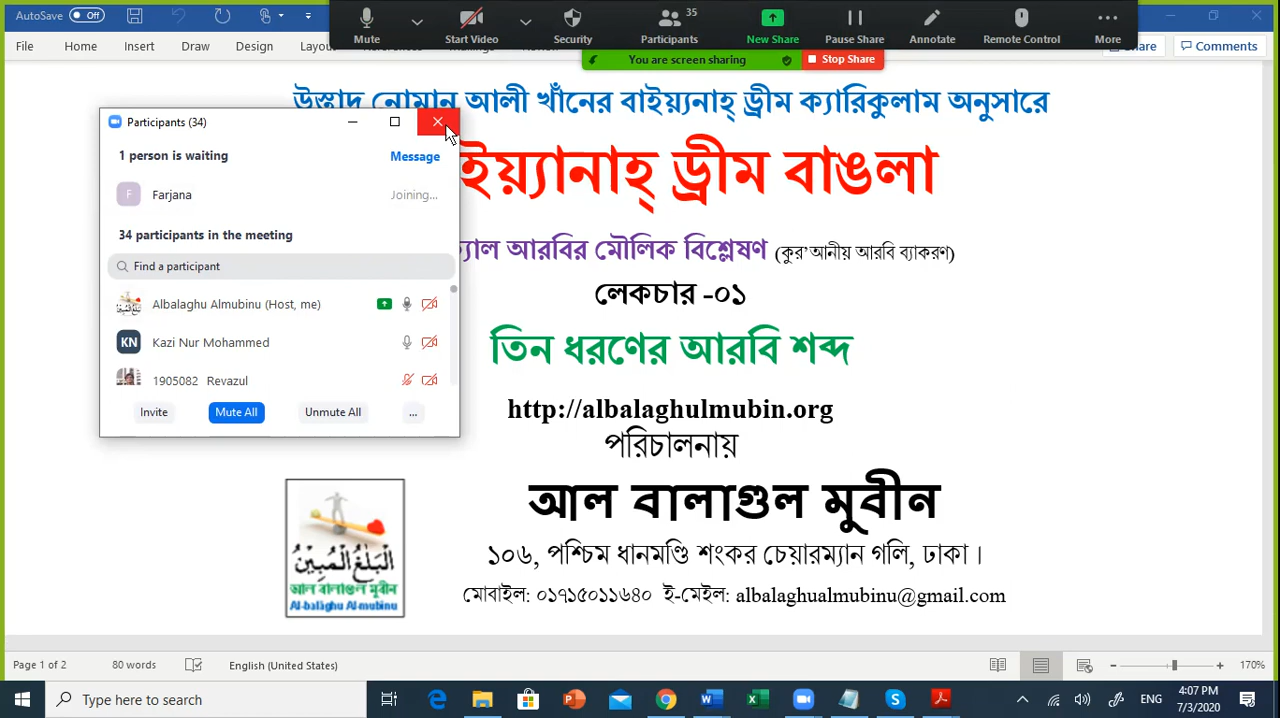 AutoSave Off
Mute
Start Video
Security
35
Participants
New Share
Pause Share
Annotate
Remote Control
More
File Home Insert Draw Design
Comments
You are screen sharing
Stop Share
উস্তাদ নোমান আলী খাঁনের বাইয়্যনাহ্ ড্রীম ক্যারিকুলাম অনুসারে
Participants (34)
1 person is waiting
Message
F
Farjana
Joining...
34 participants in the meeting
Find a participant
Albalaghu Almubinu (Host, me)
KN Kazi Nur Mohammed
1905082 Revazul
Invite Mute All Unmute All ...
ড্রীম বাঙলা
আরবির মৌলিক বিশ্লেষণ (কুর'আনীয় আরবি ব্যাকরণ)
লেকচার -০১
তিন ধরণের আরবি শব্দ
http://albalaghulmubin.org
পরিচালনায়
আল বালাগুল মুবীন
১০৬, পশ্চিম ধানমণ্ডি শংকর চেয়ারম্যান গলি, ঢাকা।
মোবাইল: ০১৭১৫০১১৬৪০ ই-মেইল: albalaghualmubinu@gmail.com
اَلْبَلٰغُ الْمُبِيْنُ
আল বালাগুল মুবীন
Al-balāghu Al-mubīnu
Page 1 of 2 80 words English (United States)
170%
Type here to search
ENG
4:07 PM
7/3/2020